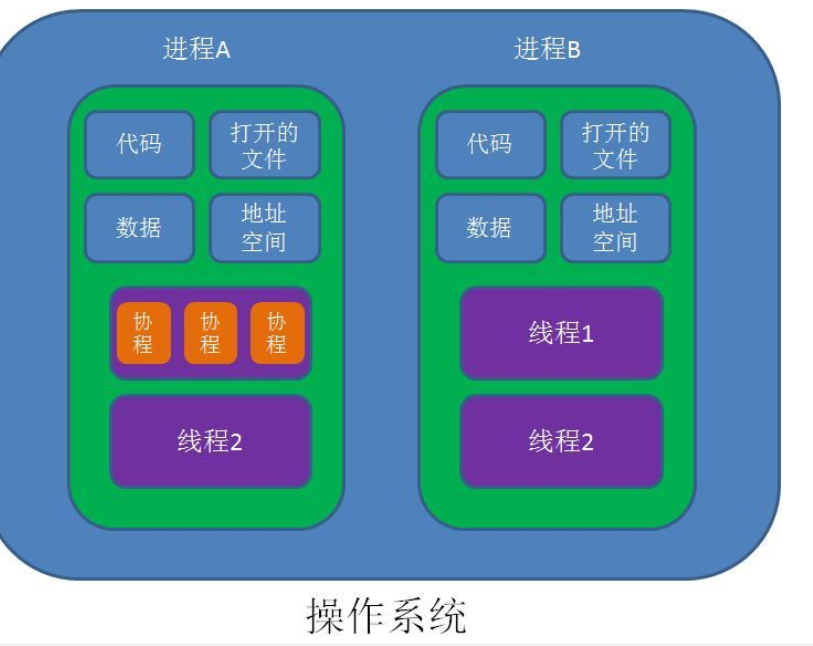 进程A
进程B
代码
打开的
文件
代码
打开的
文件
数据
地址
空间
数据
地址
空间
协
程
协
程
协
程
线程1
线程2
线程2
操作系统